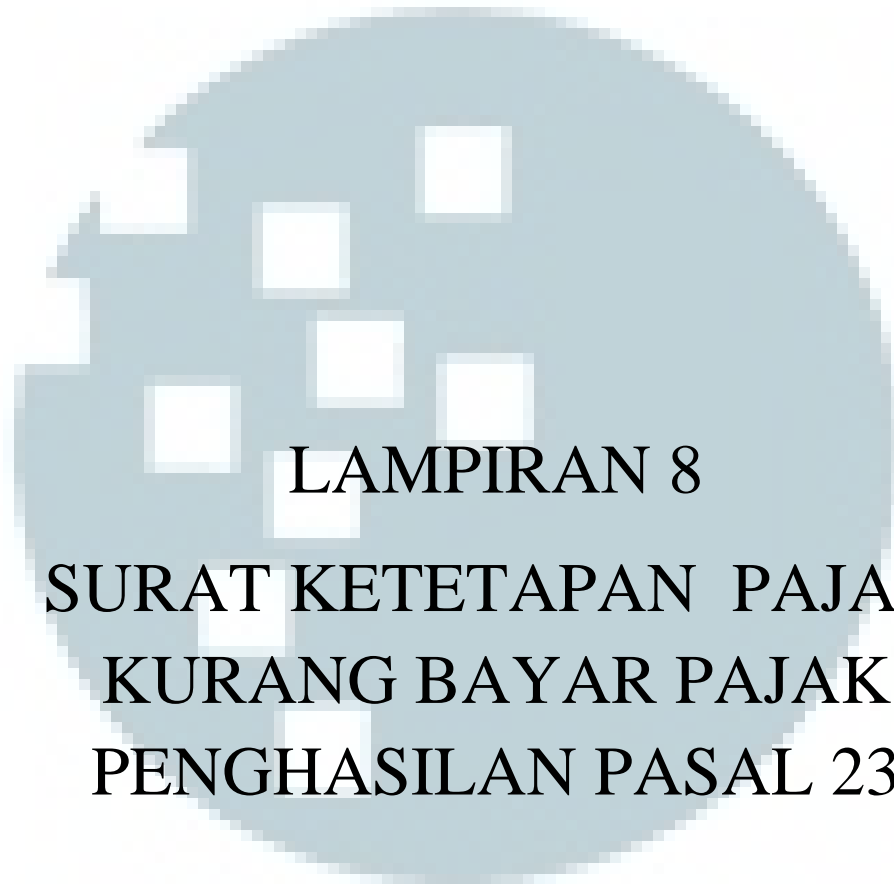 LAMPIRAN 8
SURAT KETETAPAN PAJA
KURANG BAYAR PAJAK
PENGHASILAN PASAL 23